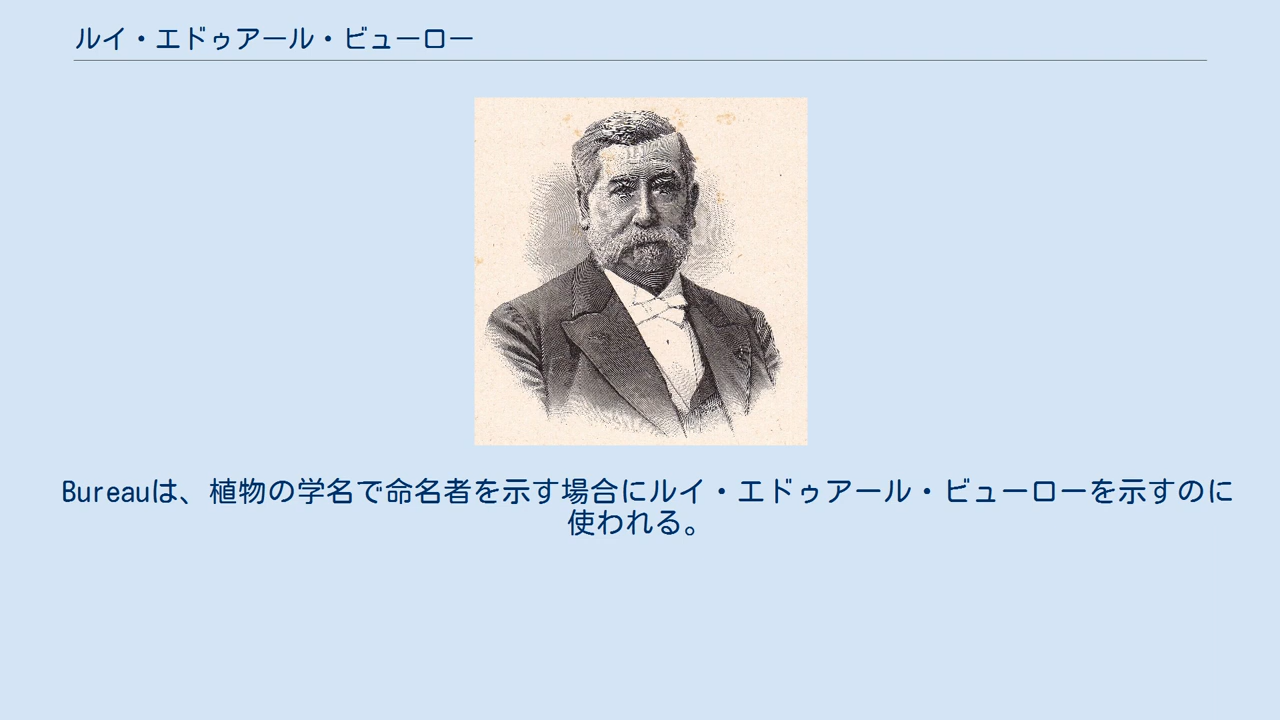 ルイ・エドゥアール・ビューロー
Bureauは、植物の学名で命名者を示す場合にルイ・エドゥアール・ビューローを示すのに
使われる。